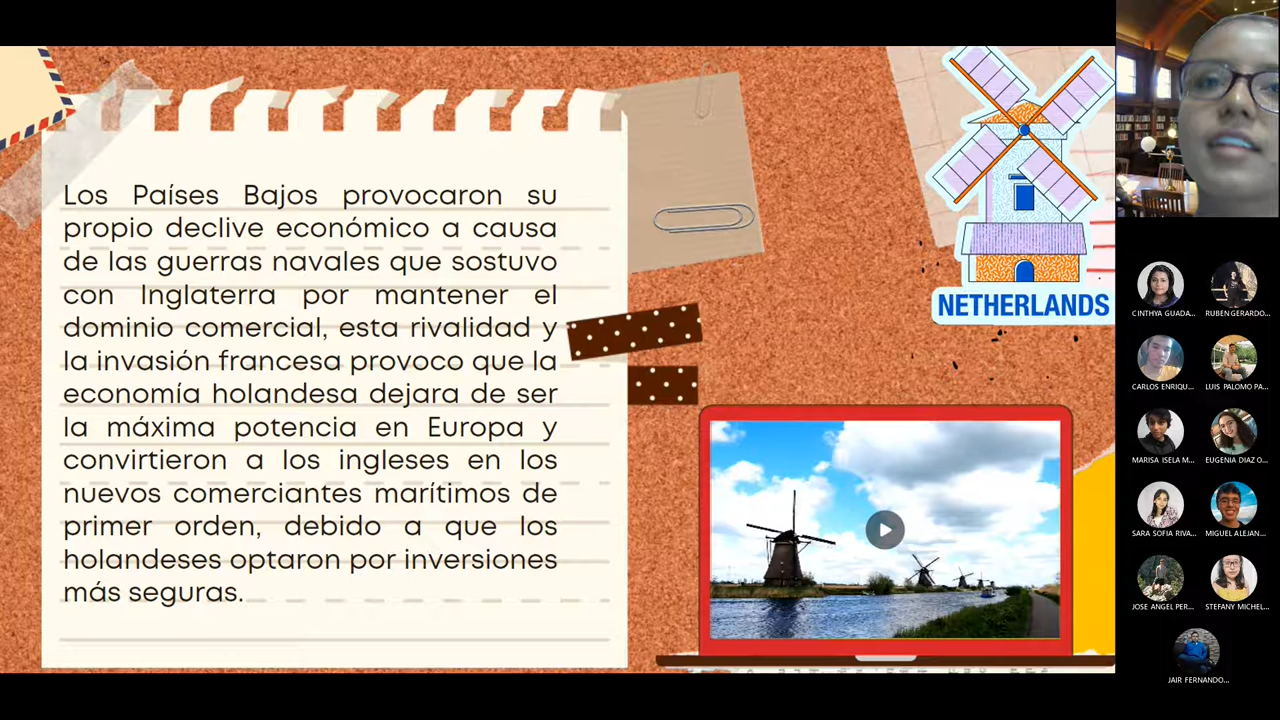 Los Países Bajos provocaron su
propio declive económico a causa
de las guerras navales que sostuvo
con Inglaterra por mantener el
dominio comercial, esta rivalidad y
la invasión francesa provoco que la
economía holandesa dejara de ser
la máxima potencia en Europa y
convirtieron a los ingleses en los
nuevos comerciantes marítimos de
primer orden, debido a que los
holandeses optaron por inversiones
más seguras.
NETHERLANDS
CINTHYA GUADA...
RUBEN GERARDO...
CARLOS ENRIQU...
LUIS PALOMO PA...
MARISA ISELA M...
EUGENIA DIAZ O...
SARA SOFIA RIVA...
MIGUEL ALEJAN...
JOSE ANGEL PER...
STEFANY MICHEL...
JAIR FERNANDO...